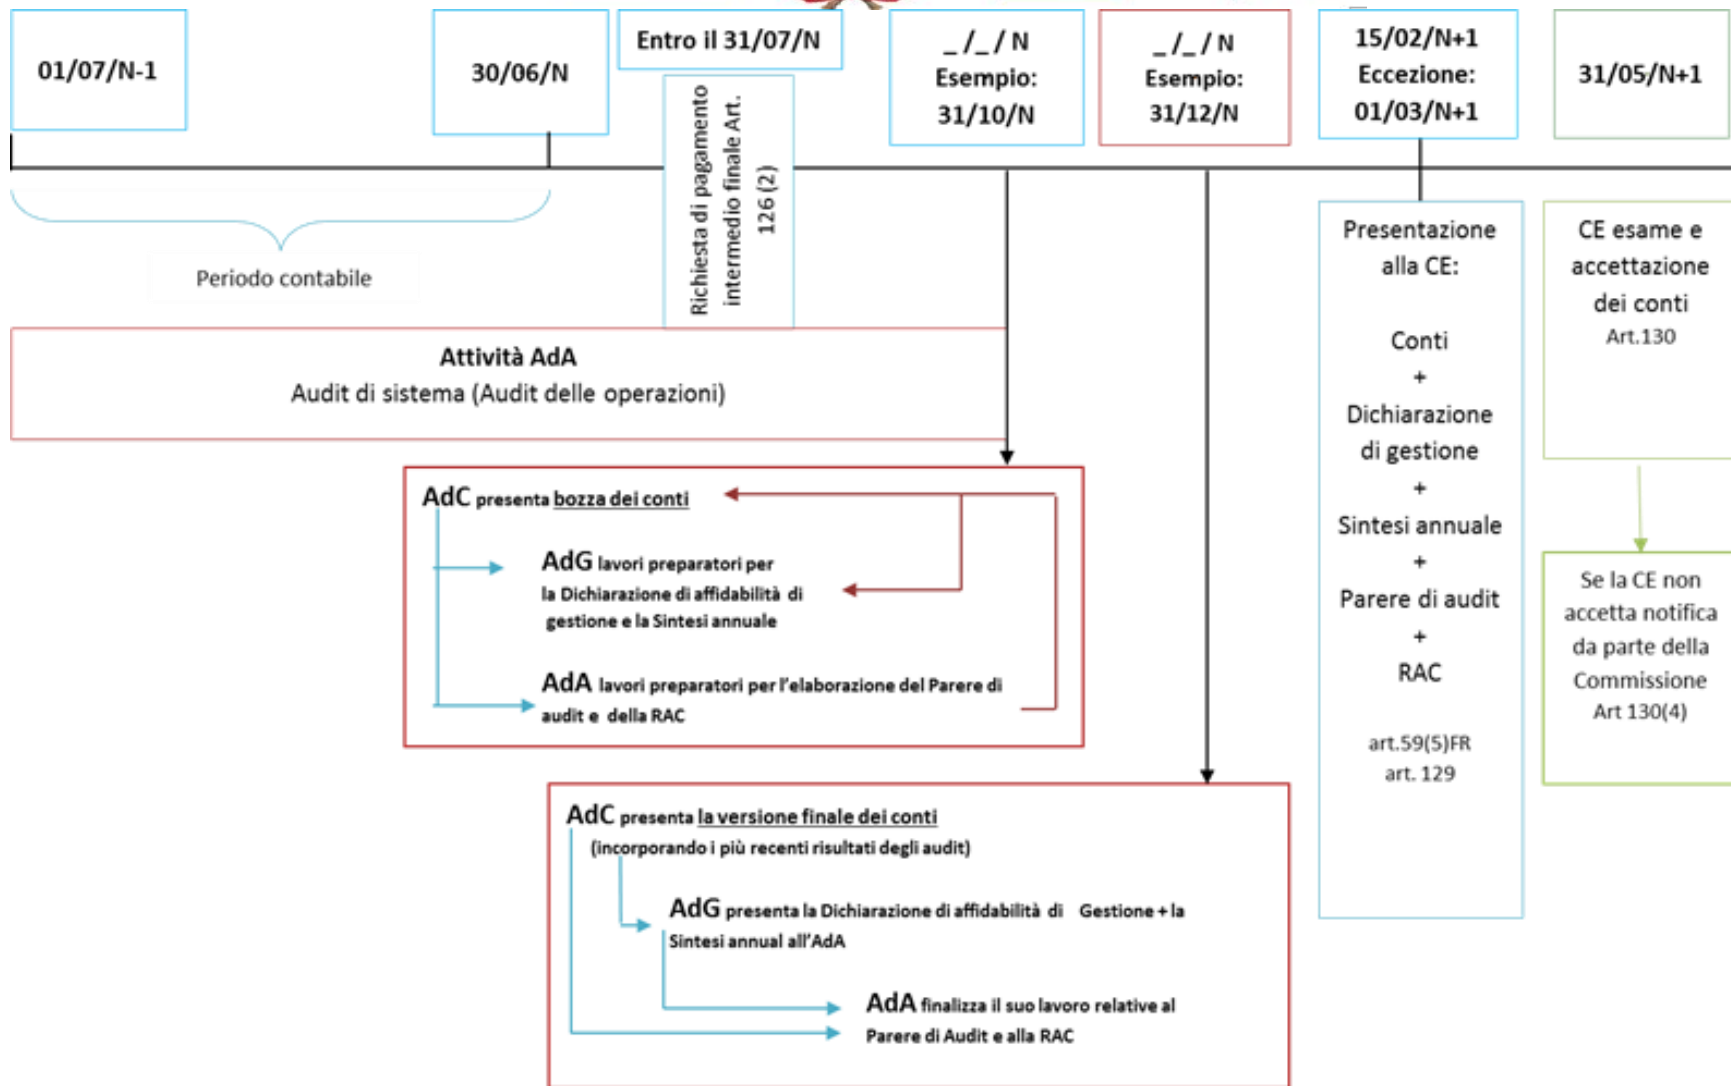 01/07/N-1
30/06/N
Entro il 31/07/N
_ /_ / N
Esempio:
31/10/N
_ /_ / N
Esempio:
31/12/N
15/02/N+1
Eccezione:
01/03/N+1
31/05/N+1
Periodo contabile
Richiesta di pagamento
intermedio finale Art.
126 (2)
Attività AdA
Audit di sistema (Audit delle operazioni)
AdC presenta bozza dei conti
AdG lavori preparatori per
la Dichiarazione di affidabilità di
gestione e la Sintesi annuale
AdA lavori preparatori per l'elaborazione del Parere di
audit e della RAC
AdC presenta la versione finale dei conti
(incorporando i più recenti risultati degli audit)
AdG presenta la Dichiarazione di affidabilità di Gestione + la
Sintesi annual all'AdA
AdA finalizza il suo lavoro relative al
Parere di Audit e alla RAC
Presentazione
alla CE:
Conti
+
Dichiarazione
di gestione
+
Sintesi annuale
+
Parere di audit
+
RAC
art.59(5)FR
art. 129
CE esame e
accettazione
dei conti
Art.130
Se la CE non
accetta notifica
da parte della
Commissione
Art 130(4)